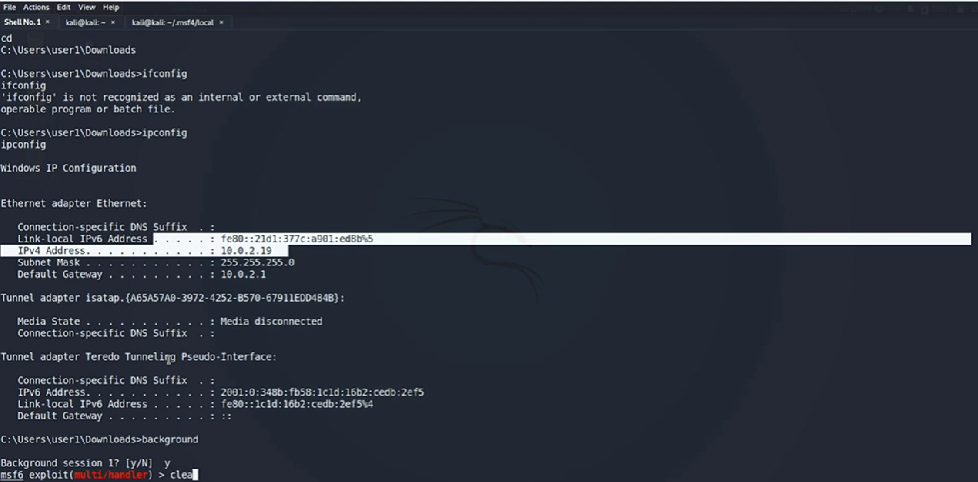 File Actions Edit View Help
Shell No.1 × kali@kali: ~ × kali@kali: ~/.msf4/local ×
cd
C:\Users\user1\Downloads
C:\Users\user1\Downloads>ifconfig
ifconfig
'ifconfig' is not recognized as an internal or external command,
operable program or batch file.
C:\Users\user1\Downloads>ipconfig
ipconfig
Windows IP Configuration
Ethernet adapter Ethernet:
Connection-specific DNS Suffix . :
Link-local IPv6 Address . . . . . : fe80::21d1:377c:a901:ed8b%5
IPv4 Address. . . . . . . . . . . : 10.0.2.19
Subnet Mask . . . . . . . . . . . : 255.255.255.0
Default Gateway . . . . . . . . . : 10.0.2.1
Tunnel adapter isatap.{A65A57A0-3972-4252-B570-67911EDD4B4B}:
Media State . . . . . . . . . . . : Media disconnected
Connection-specific DNS Suffix . :
Tunnel adapter Teredo Tunneling Pseudo-Interface:
Connection-specific DNS Suffix . :
IPv6 Address. . . . . . . . . . . : 2001:0:348b:fb58:1c1d:16b2:cedb:2ef5
Link-local IPv6 Address . . . . . : fe80::1c1d:16b2:cedb:2ef5%4
Default Gateway . . . . . . . . . : ::
C:\Users\user1\Downloads>background
Background session 1? [y/N] y
msf6 exploit(multi/handler) > clea